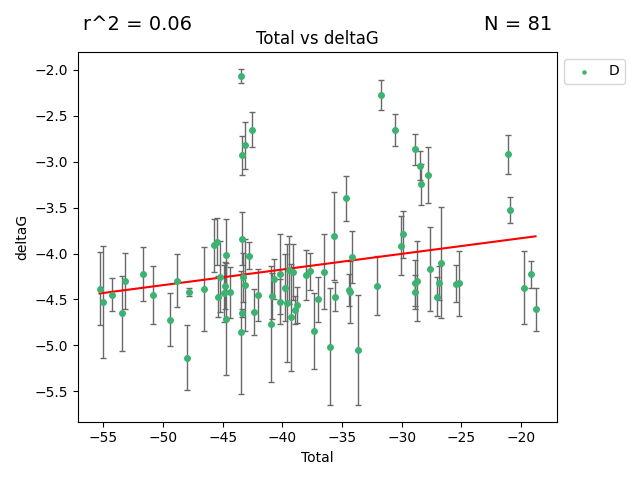 r^2 = 0.06
N = 81
Total vs deltaG
D
deltaG
−2.0
−2.5
−3.0
−3.5
−4.0
−4.5
−5.0
−5.5
−55
−50
−45
−40
−35
−30
−25
−20
Total